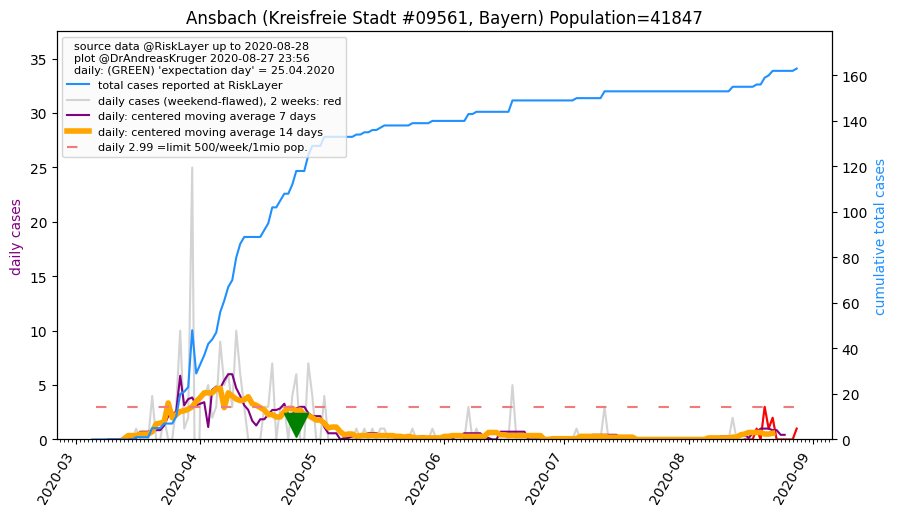 Ansbach (Kreisfreie Stadt #09561, Bayern) Population=41847
source data @RiskLayer up to 2020-08-28
plot @DrAndreasKruger 2020-08-27 23:56
daily: (GREEN) 'expectation day' = 25.04.2020
total cases reported at RiskLayer
daily cases (weekend-flawed), 2 weeks: red
daily: centered moving average 7 days
daily: centered moving average 14 days
daily 2.99 =limit 500/week/1mio pop.
daily cases
35
30
25
20
15
10
5
0
cumulative total cases
160
140
120
100
80
60
40
20
0
2020-03
2020-04
2020-05
2020-06
2020-07
2020-08
2020-09